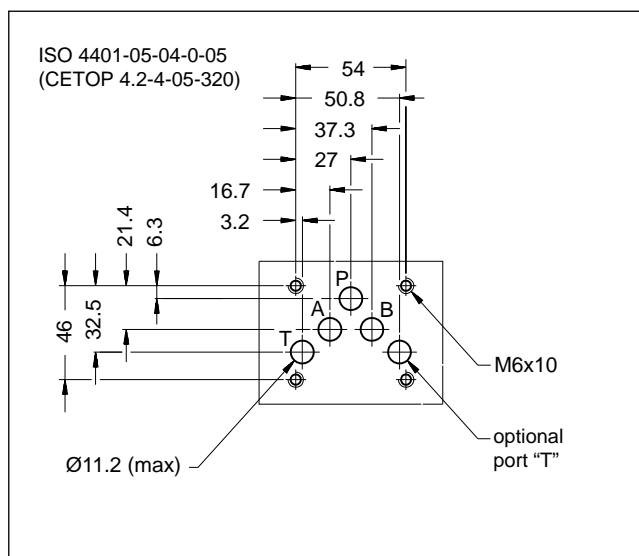 ISO 4401-05-04-0-05
(CETOP 4.2-4-05-320)
54
50.8
37.3
27
16.7
3.2
21.4
6.3
32.5
46
P
A
B
T
M6x10
Ø11.2 (max)
optional
port “T”